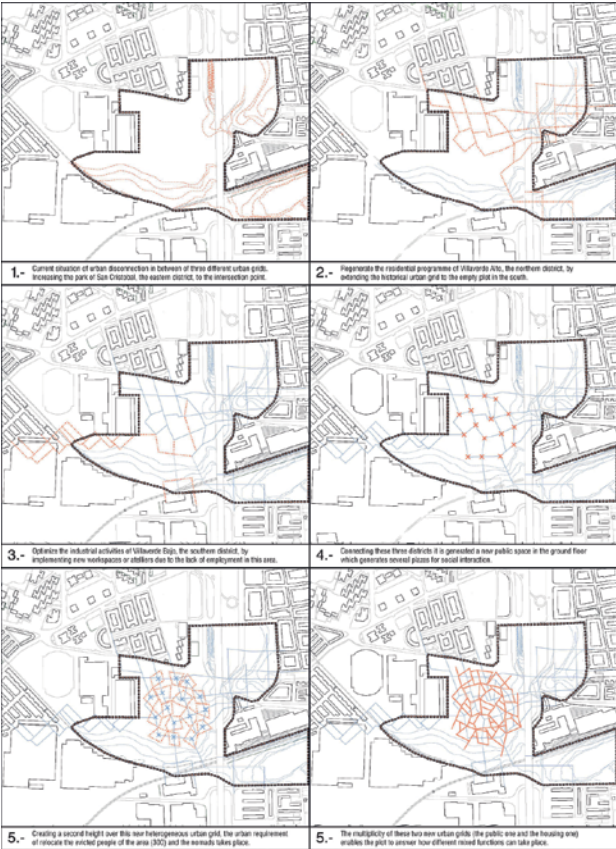 1.- Current situation of urban disconnection in between of three different urban grids.
Increasing the park of San Cristobal, the eastern district, to the intersection point.
2.- Regenerate the residential programme of Villaverde Alto, the northern district, by
extending the historical urban grid to the empty plot in the south.
3.- Optimize the industrial activities of Villaverde Bajo, the southern district, by
implementing new workspaces or ateliers due to the lack of employment in this area.
4.- Connecting these three districts it is generated a new public space in the ground floor
which generates several plazas for social interaction.
5.- Creating a second height over this new heterogeneous urban grid, the urban requirement
of relocate the evicted people of the area (300) and the nomads takes place.
5.- The multiplicity of these two new urban grids (the public one and the housing one)
enables the plot to answer how different mixed functions can take place.